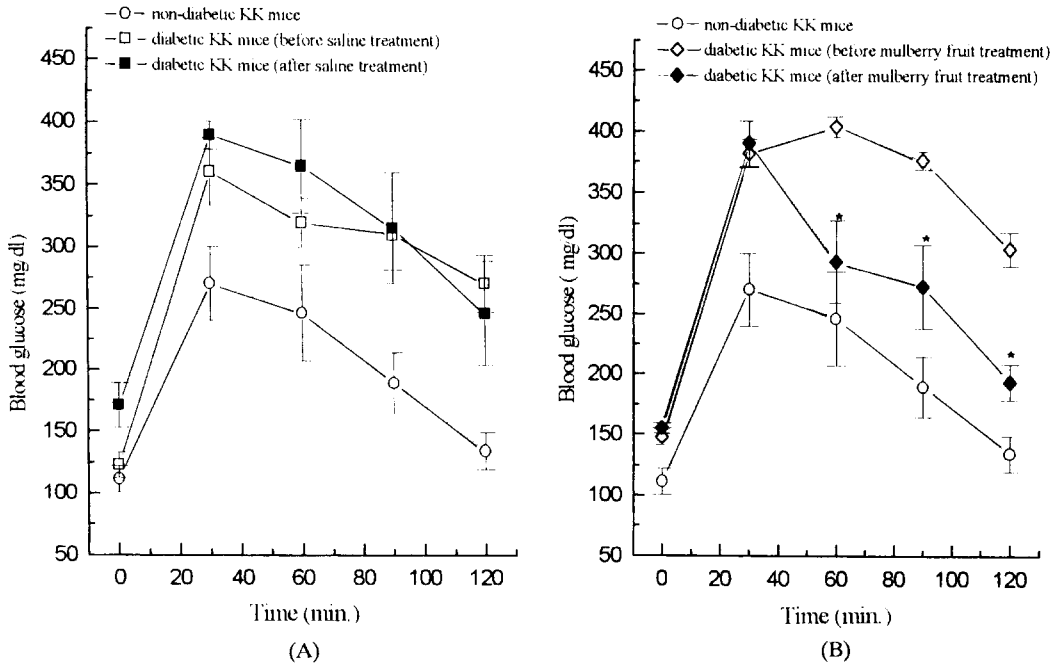 non-diabetic KK mice
diabetic KK mice (before saline treatment)
diabetic KK mice (after saline treatment)
450
400
350
300
250
200
150
100
50
Blood glucose (mg/dl)
0 20 40 60 80 100 120
Time (min.)
(A)
non-diabetic KK mice
diabetic KK mice (before mulberry fruit treatment)
diabetic KK mice (after mulberry fruit treatment)
450
400
350
300
250
200
150
100
50
Blood glucose ( mg/dl)
* * *
0 20 40 60 80 100 120
Time (min.)
(B)